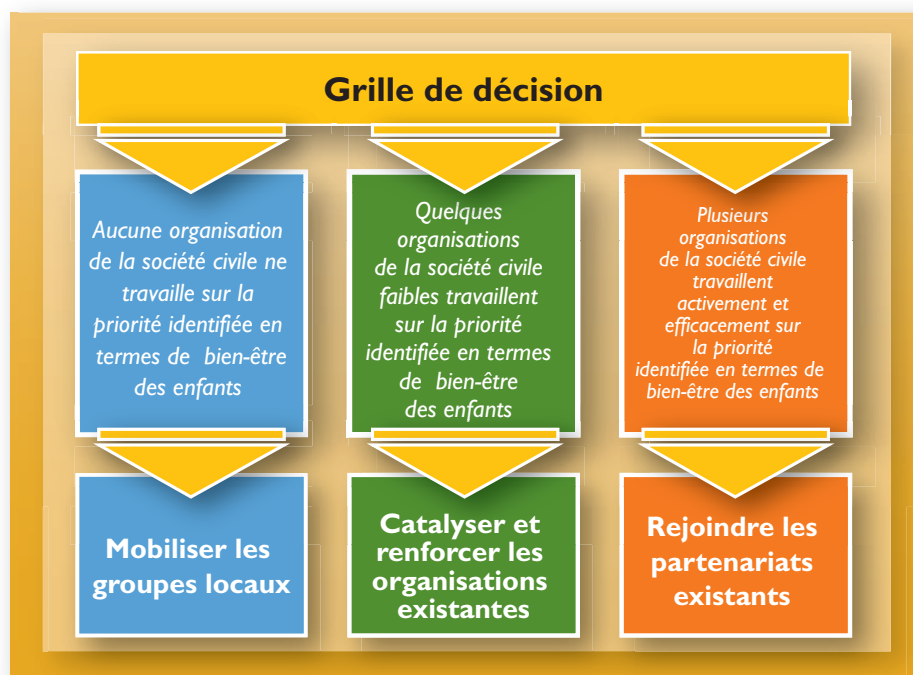 Grille de décision
Aucune organisation
de la société civile ne
travaille sur la
priorité identifiée en
termes de bien-être
des enfants
Quelques
organisations
de la société civile
faibles travaillent
sur la priorité
identifiée en termes
de bien-être
des enfants
Plusieurs
organisations
de la société civile
travaillent
activement et
efficacement sur
la priorité
identifiée en termes de
bien-être des enfants
Mobiliser les
groupes locaux
Catalyser et
renforcer les
organisations
existantes
Rejoindre les
partenariats
existants